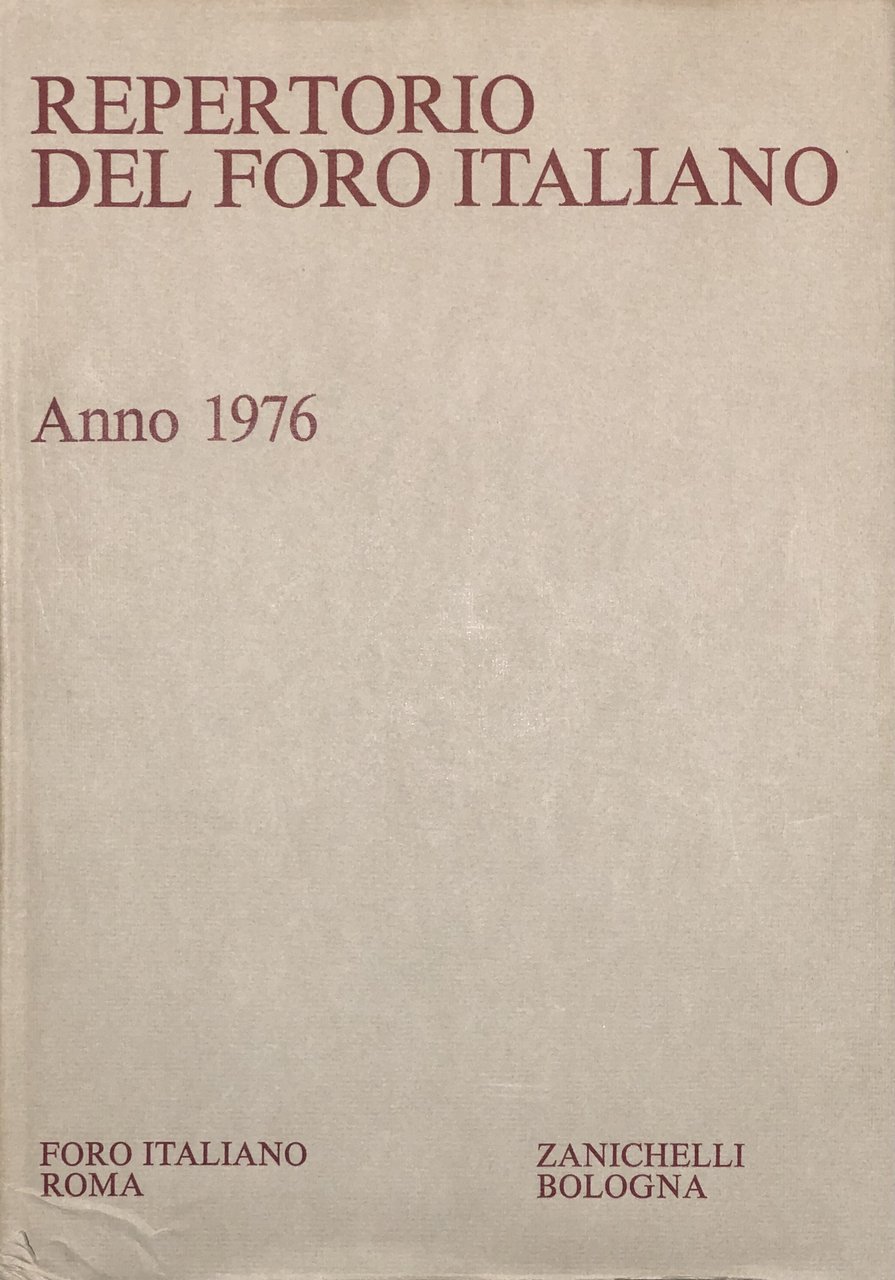 REPERTORIO
DEL FORO ITALIANO
Anno 1976
FORO ITALIANO
ROMA
ZANICHELLI
BOLOGNA